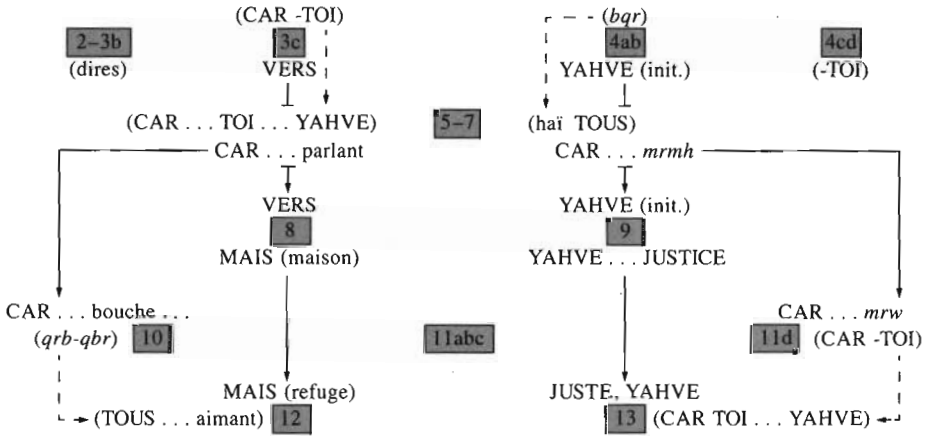 (CAR -TOI) (bqr)
2–3b 3c 4ab 4cd
(dires) VERS YAHVE (init.) (-TOI)
(CAR . . . TOI . . . YAHVE) 5–7 (haï TOUS)
CAR . . . parlant CAR . . . mrmh
VERS YAHVE (init.)
8 9
MAIS (maison) YAHVE . . . JUSTICE
CAR . . . bouche . . . CAR . . . mrw
(qrb-qbr) 10 11abc 11d (CAR -TOI)
MAIS (refuge) JUSTE, YAHVE
(TOUS . . . aimant) 12 13 (CAR TOI . . . YAHVE)